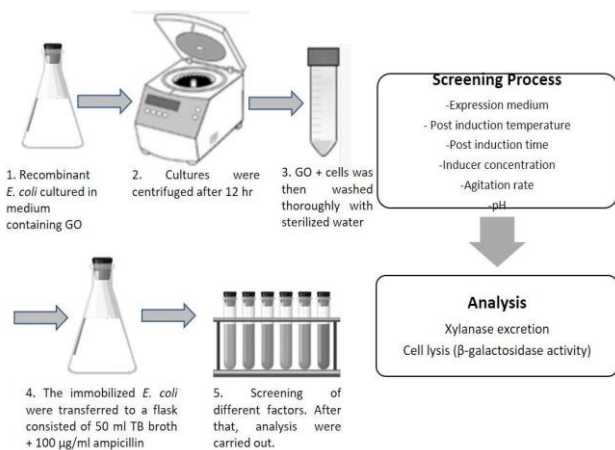 1. Recombinant
E. coli cultured in
medium
containing GO
2. Cultures were
centrifuged after 12 hr
3. GO + cells was
then washed
thoroughly with
sterilized water
Screening Process
-Expression medium
- Post induction temperature
-Post induction time
-Inducer concentration
-Agitation rate
-pH
4. The immobilized E. coli
were transferred to a flask
consisted of 50 ml TB broth
+ 100 µg/ml ampicillin
5. Screening of
different factors. After
that, analysis were
carried out.
Analysis
Xylanase excretion
Cell lysis (β-galactosidase activity)